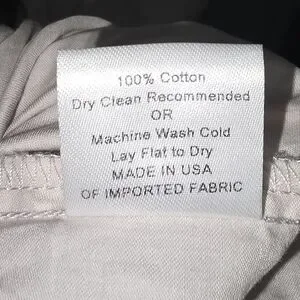 100% Cotton
Dry Clean Recommended
OR
Machine Wash Cold
Lay Flat to Dry
MADE IN USA
OF IMPORTED FABRIC